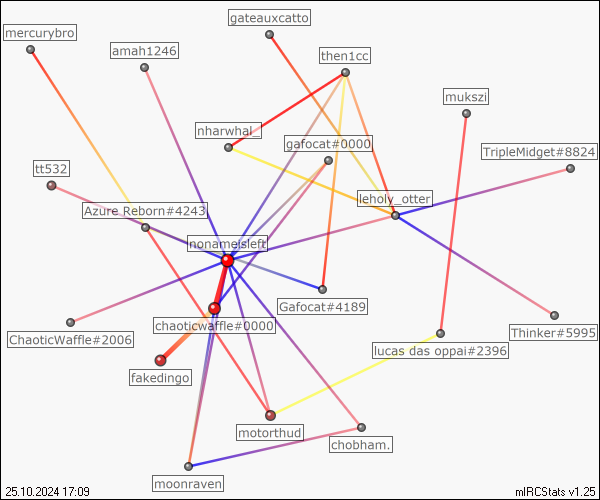 gateauxcatto
mercurybro
amah1246
then1cc
mukszi
nharwhal_
gafocat#0000
TripleMidget#8824
tt532
leholy_otter
Azure Reborn#4243
nonameisleft
Gafocat#4189
chaoticwaffle#0000
Thinker#5995
ChaoticWaffle#2006
lucas das oppai#2396
fakedingo
motorthud
chobham.
moonraven
25.10.2024 17:09
mIRCStats v1.25